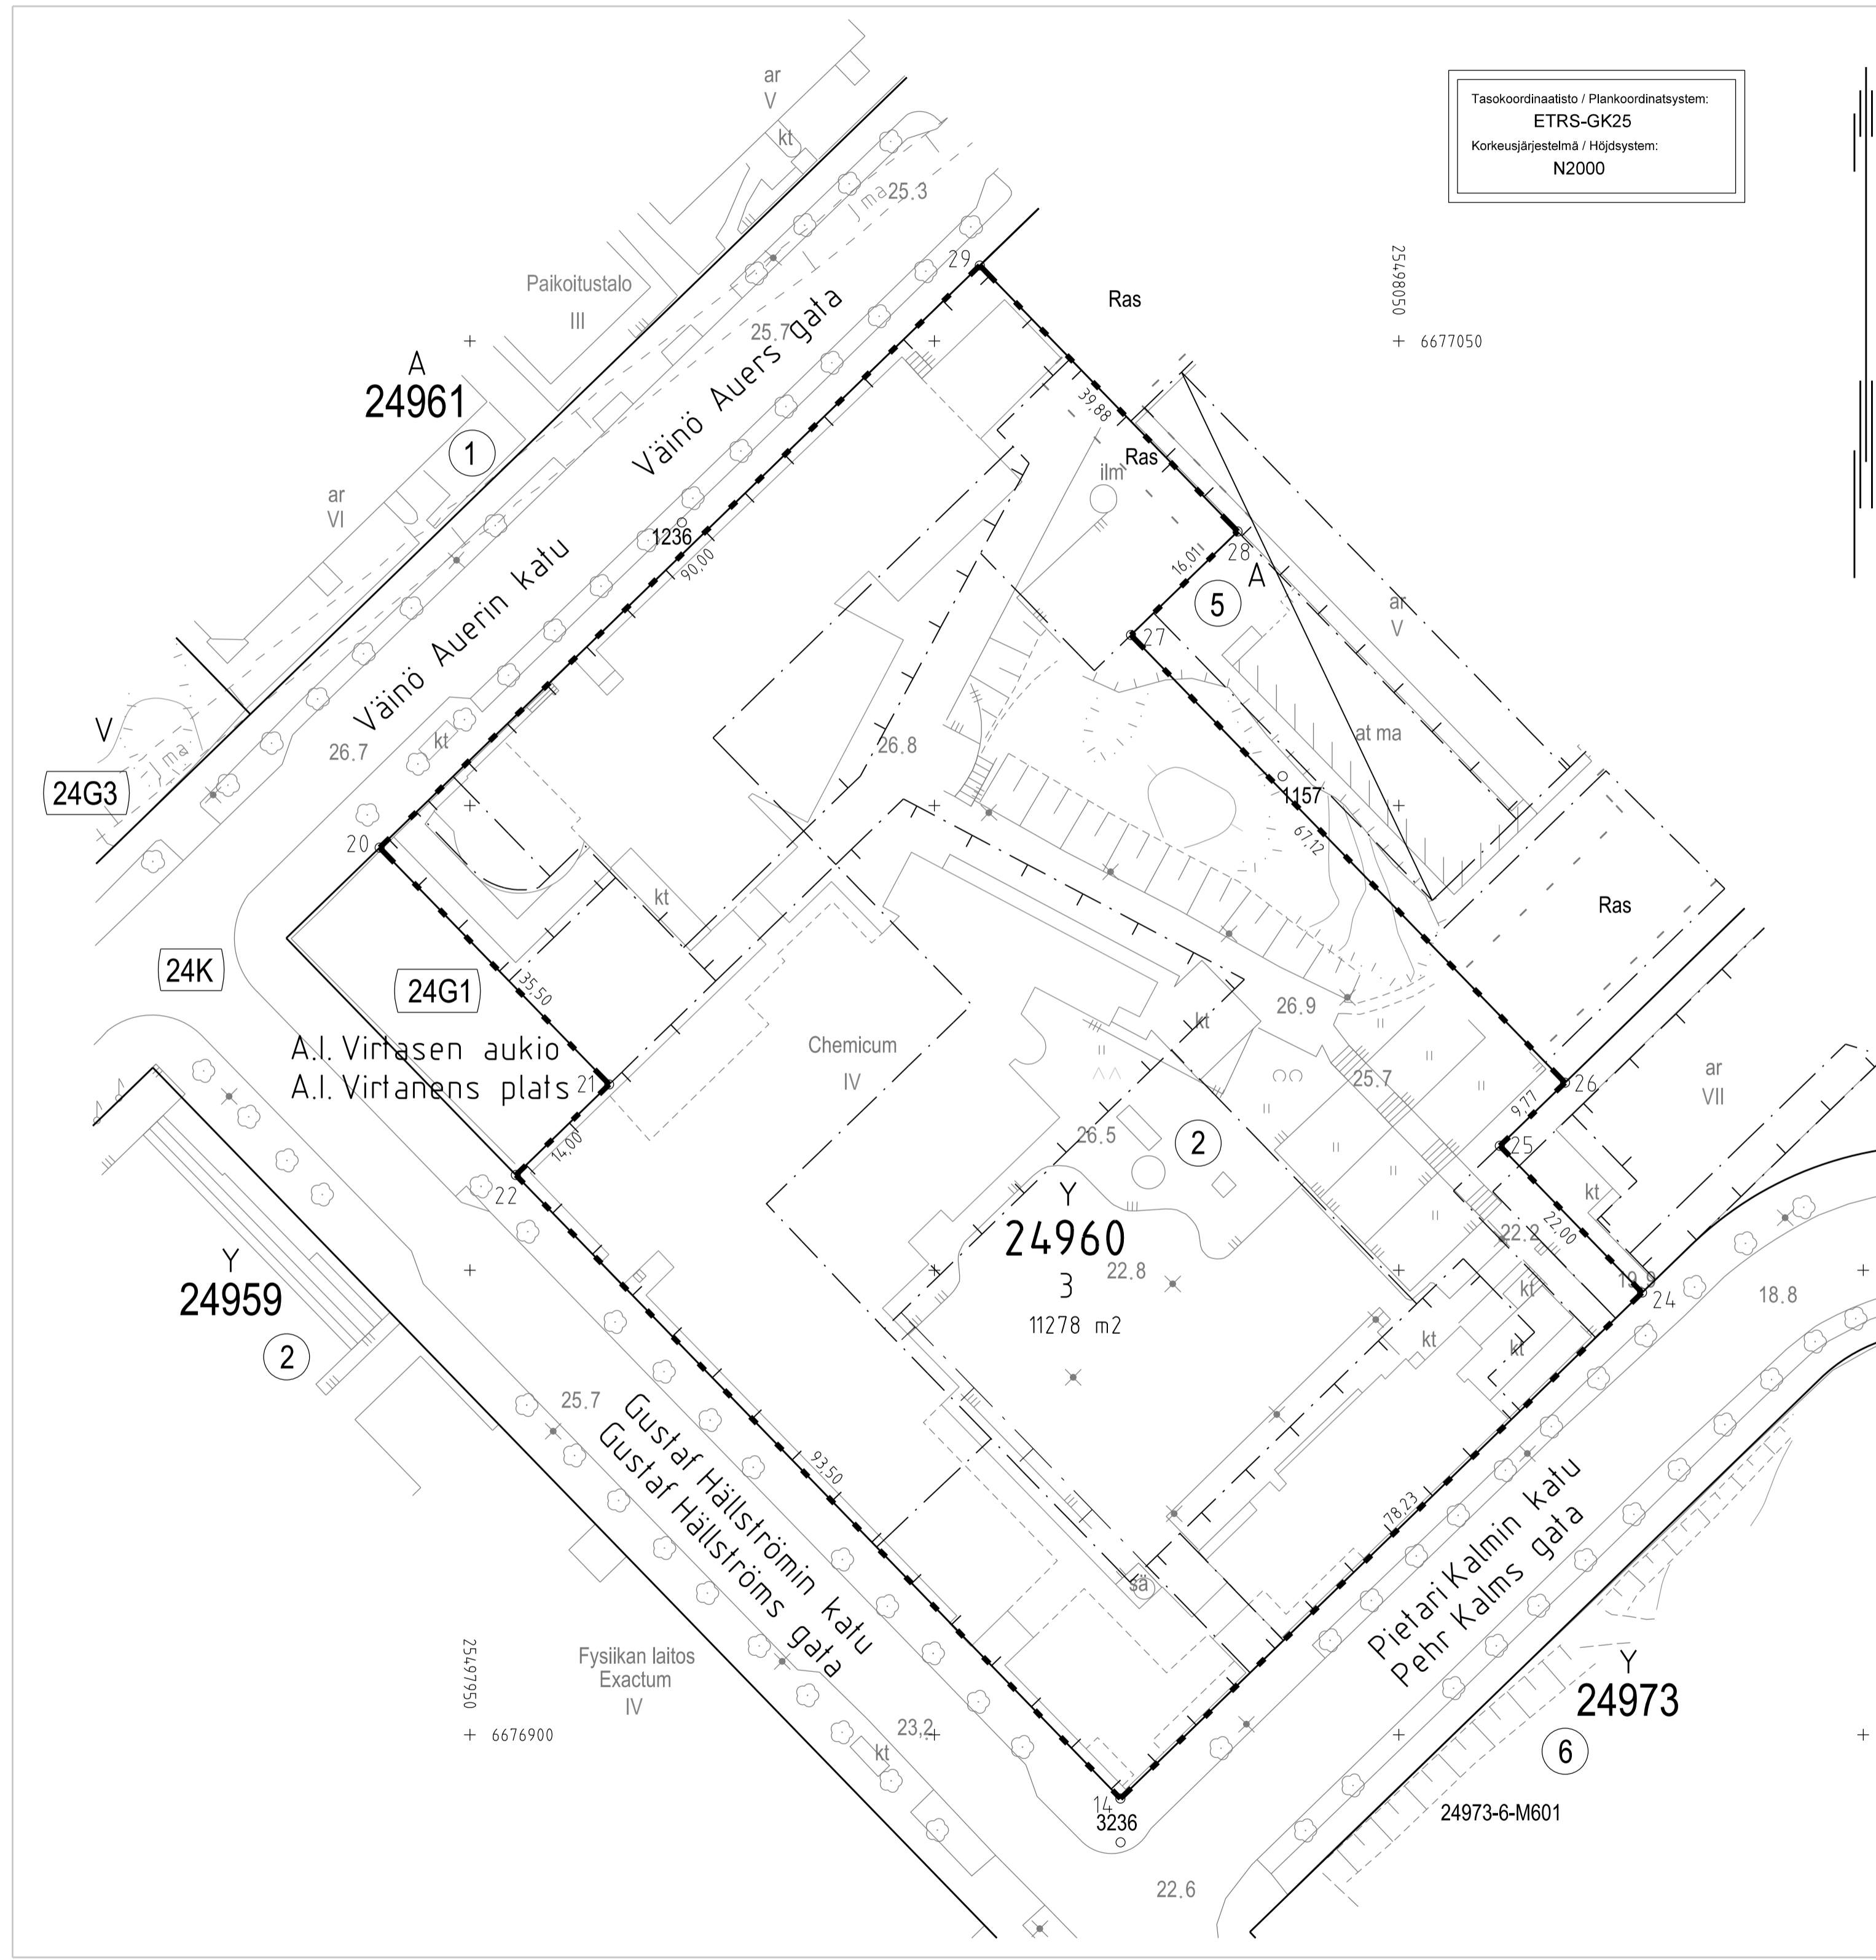 Tasokoordinaatisto / Plankoordinatsystem:
ETRS-GK25
Korkeusjärjestelmä / Höjdsystem:
N2000
ar
V
kt
ma
25.3
29
Ras
25498050
6677050
Paikoitustalo
III
25.7
Väinö Auers gata
A
24961
1
39,88
Ras
ilm
ar
VI
1236
90,00
Väinö Auerin katu
16,01
28
A
5
27
ar
V
V
ma
26.7
kt
26.8
at ma
24G3
1157
67,12
20
kt
Ras
24K
24G1
35,50
26.9
kt
A.I. Virtasen aukio
A.I. Virtanens plats
21
Chemicum
IV
25.7
26
ar
VII
9,77
26.5
2
25
14,00
22
kt
Y
24960
3
11278 m2
22.8
22.2
22,00
19.9
24
kt
18.8
Y
24959
2
kt
kt
25.7
Gustaf Hällströmin katu
Gustaf Hällströms gata
93,50
78,23
Pietari Kalmin katu
Pehr Kalms gata
sä
Fysiikan laitos
Exactum
IV
25497950
6676900
23,2
kt
Y
24973
6
14
3236
24973-6-M601
22.6